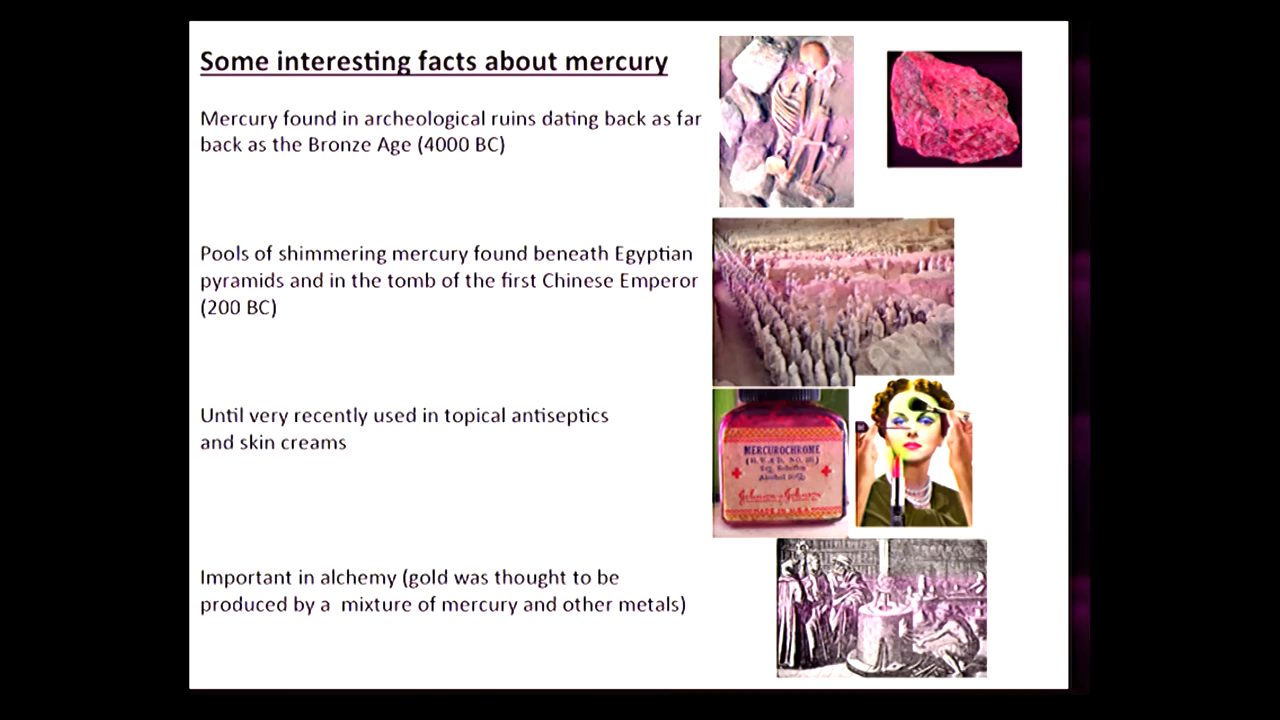 Some interesting facts about mercury
Mercury found in archeological ruins dating back as far
back as the Bronze Age (4000 BC)
Pools of shimmering mercury found beneath Egyptian
pyramids and in the tomb of the first Chinese Emperor
(200 BC)
Until very recently used in topical antiseptics
and skin creams
MERCUROCHROME
Alcohol
Johnson & Johnson
MADE IN U.S.A.
Important in alchemy (gold was thought to be
produced by a mixture of mercury and other metals)